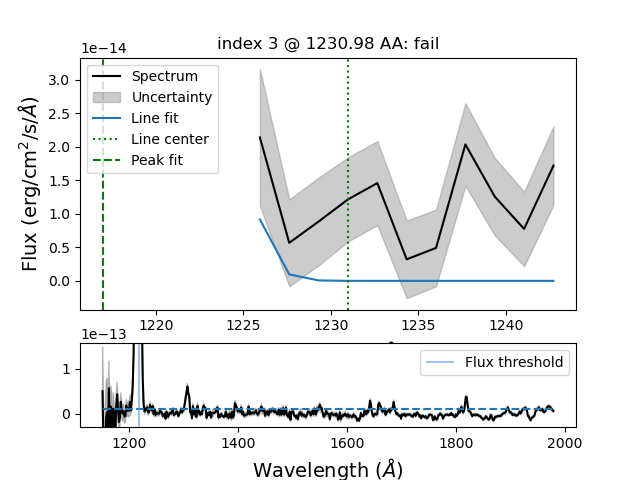 index 3 @ 1230.98 AA: fail
1e−14
Spectrum
Uncertainty
Line fit
Line center
Peak fit
3.0
2.5
2.0
1.5
1.0
0.5
0.0
Flux (erg/cm²/s/Å)
1220
1225
1230
1235
1240
1e−13
Flux threshold
1
0
1200
1400
1600
1800
2000
Wavelength (Å)